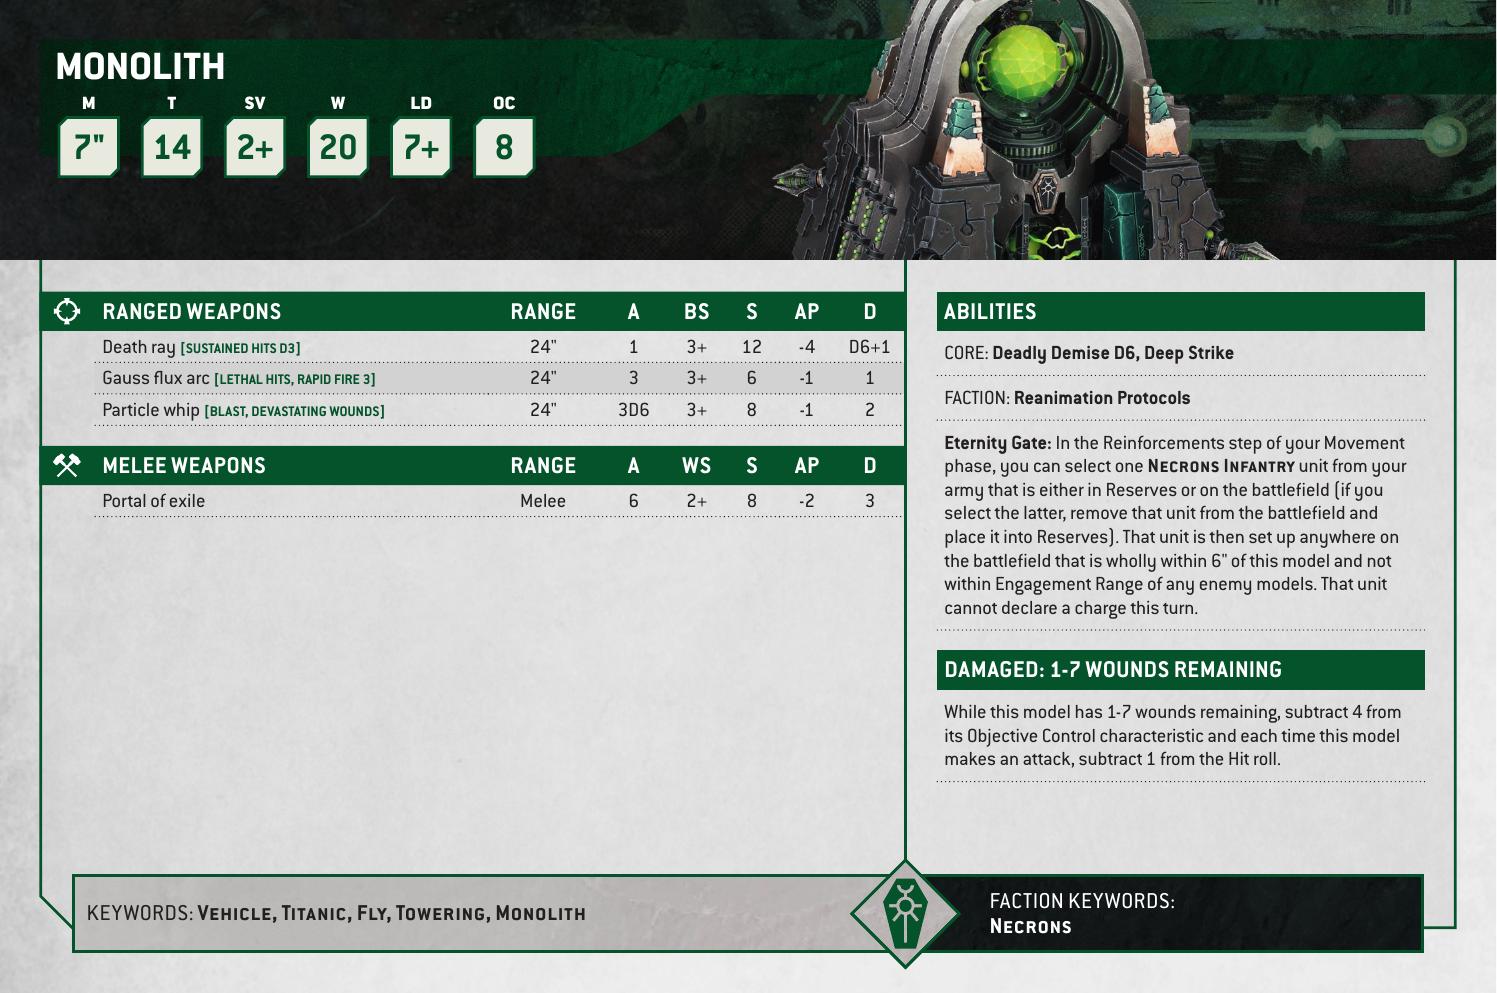 MONOLITH
M T SV W LD OC
7" 14 2+ 20 7+ 8
RANGED WEAPONS RANGE A BS S AP D
Death ray [SUSTAINED HITS D3] 24" 1 3+ 12 -4 D6+1
Gauss flux arc [LETHAL HITS, RAPID FIRE 3] 24" 3 3+ 6 -1 1
Particle whip [BLAST, DEVASTATING WOUNDS] 24" 3D6 3+ 8 -1 2
MELEE WEAPONS RANGE A WS S AP D
Portal of exile Melee 6 2+ 8 -2 3
ABILITIES
CORE: Deadly Demise D6, Deep Strike
FACTION: Reanimation Protocols
Eternity Gate: In the Reinforcements step of your Movement
phase, you can select one NECRONS INFANTRY unit from your
army that is either in Reserves or on the battlefield (if you
select the latter, remove that unit from the battlefield and
place it into Reserves). That unit is then set up anywhere on
the battlefield that is wholly within 6" of this model and not
within Engagement Range of any enemy models. That unit
cannot declare a charge this turn.
DAMAGED: 1-7 WOUNDS REMAINING
While this model has 1-7 wounds remaining, subtract 4 from
its Objective Control characteristic and each time this model
makes an attack, subtract 1 from the Hit roll.
KEYWORDS: VEHICLE, TITANIC, FLY, TOWERING, MONOLITH
FACTION KEYWORDS:
NECRONS